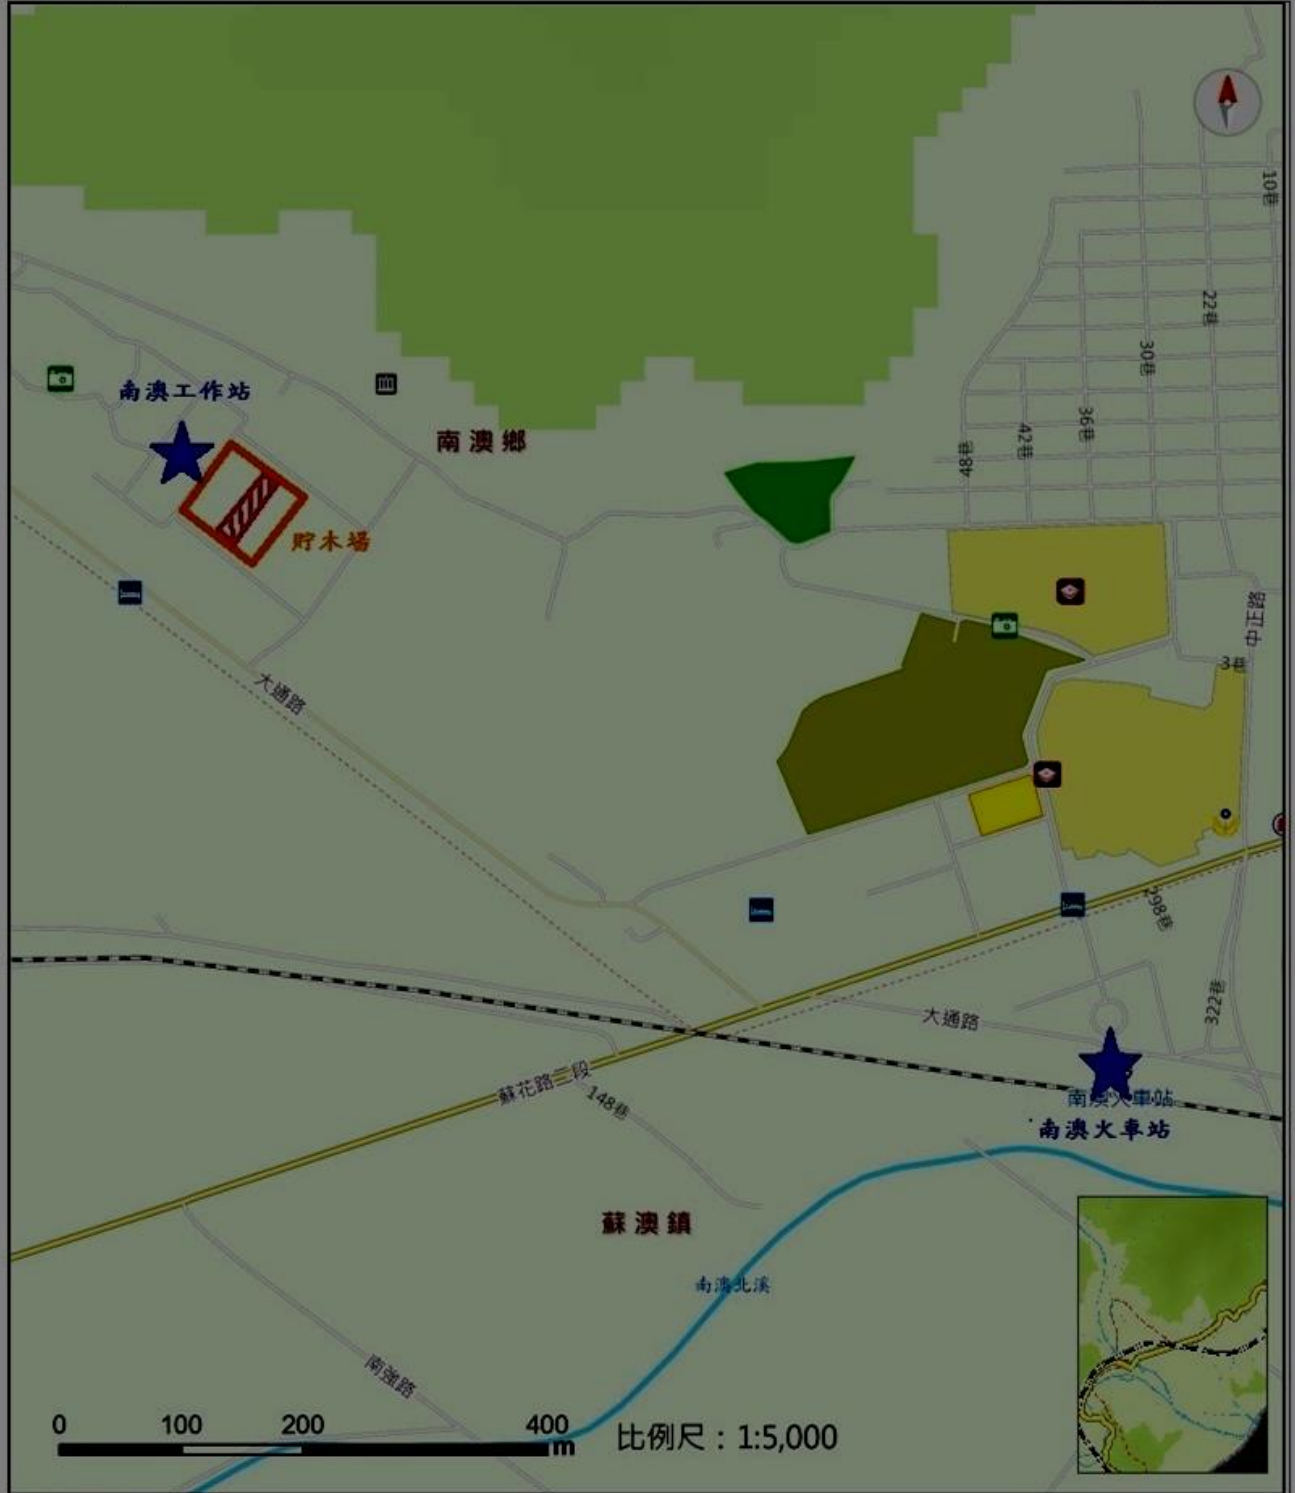 10巷
22巷
30巷
南澳工作站
36巷
42巷
南澳鄉
48巷
貯木場
中正路
3巷
大通路
298巷
322巷
大通路
蘇花路二段
148巷
南澳火車站
南澳火車站
蘇澳鎮
南澳北溪
南強路
0 100 200 400
m
比例尺：1:5,000